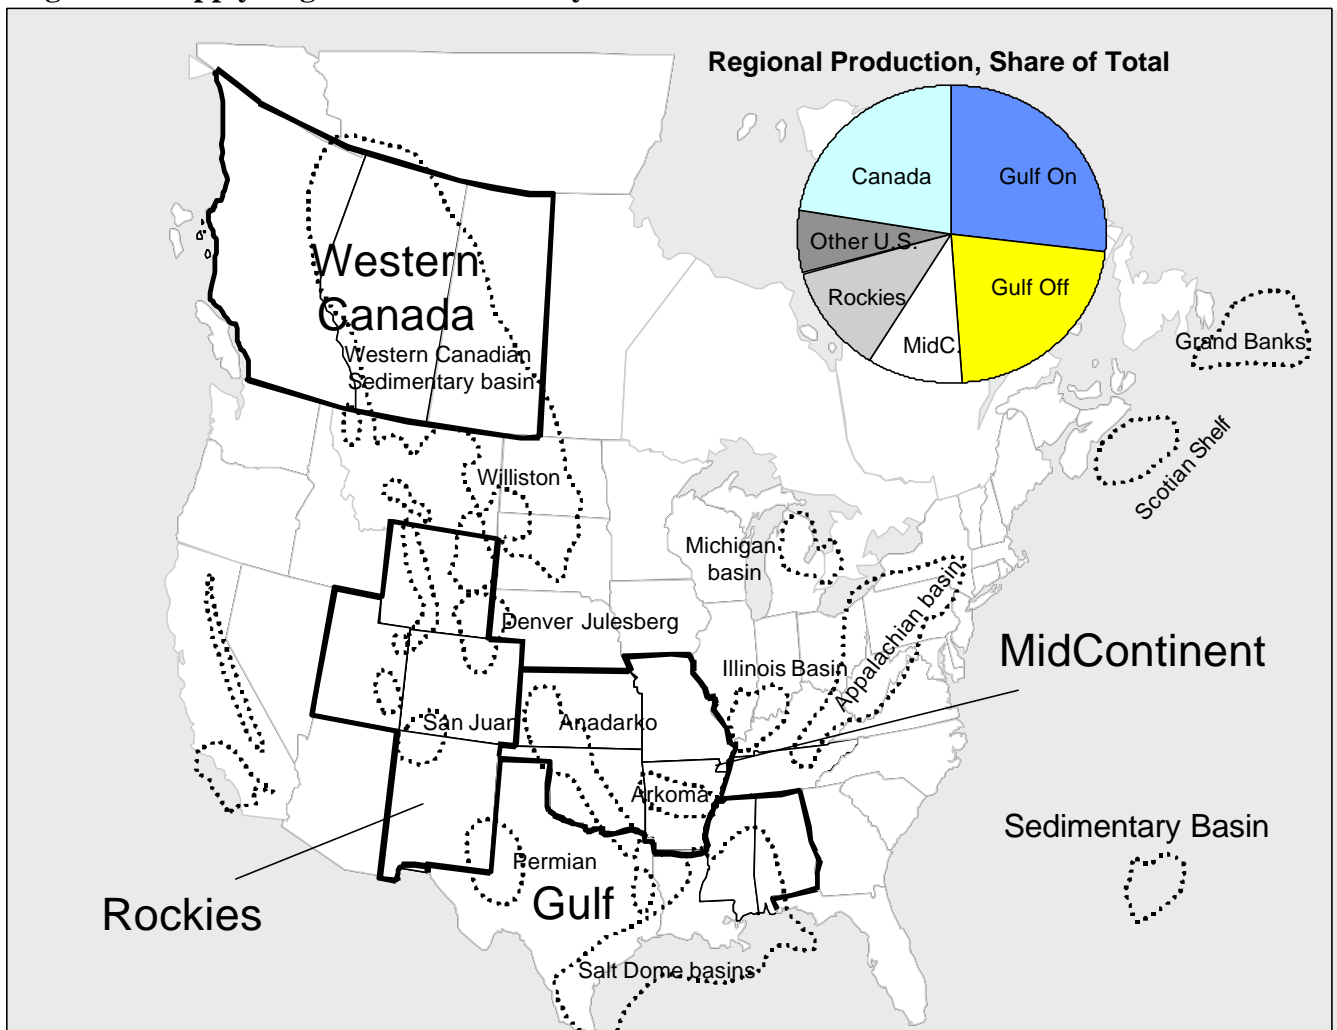 Regional Production, Share of Total
Canada
Gulf On
Other U.S.
Gulf Off
Rockies
MidC.
Western
Canada
Western Canadian
Sedimentary basin
Grand Banks
Scotian Shelf
Williston
Michigan
basin
Appalachian basin
Denver Julesberg
MidContinent
Illinois Basin
San Juan
Anadarko
Arkoma
Sedimentary Basin
Permian
Gulf
Rockies
Salt Dome basins